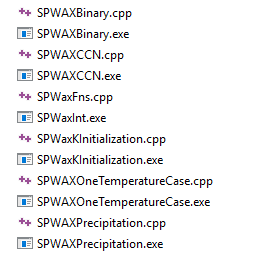 SPWAXBinary.cpp
SPWAXBinary.exe
SPWAXCCN.cpp
SPWAXCCN.exe
SPWaxFns.cpp
SPWaxInt.exe
SPWaxKInitialization.cpp
SPWaxKInitialization.exe
SPWAXOneTemperatureCase.cpp
SPWAXOneTemperatureCase.exe
SPWAXPrecipitation.cpp
SPWAXPrecipitation.exe